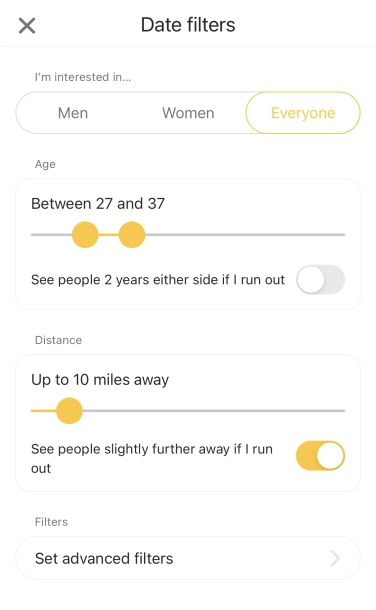 Date filters
I'm interested in...
Men Women Everyone
Age
Between 27 and 37
See people 2 years either side if I run out
Distance
Up to 10 miles away
See people slightly further away if I run
out
Filters
Set advanced filters